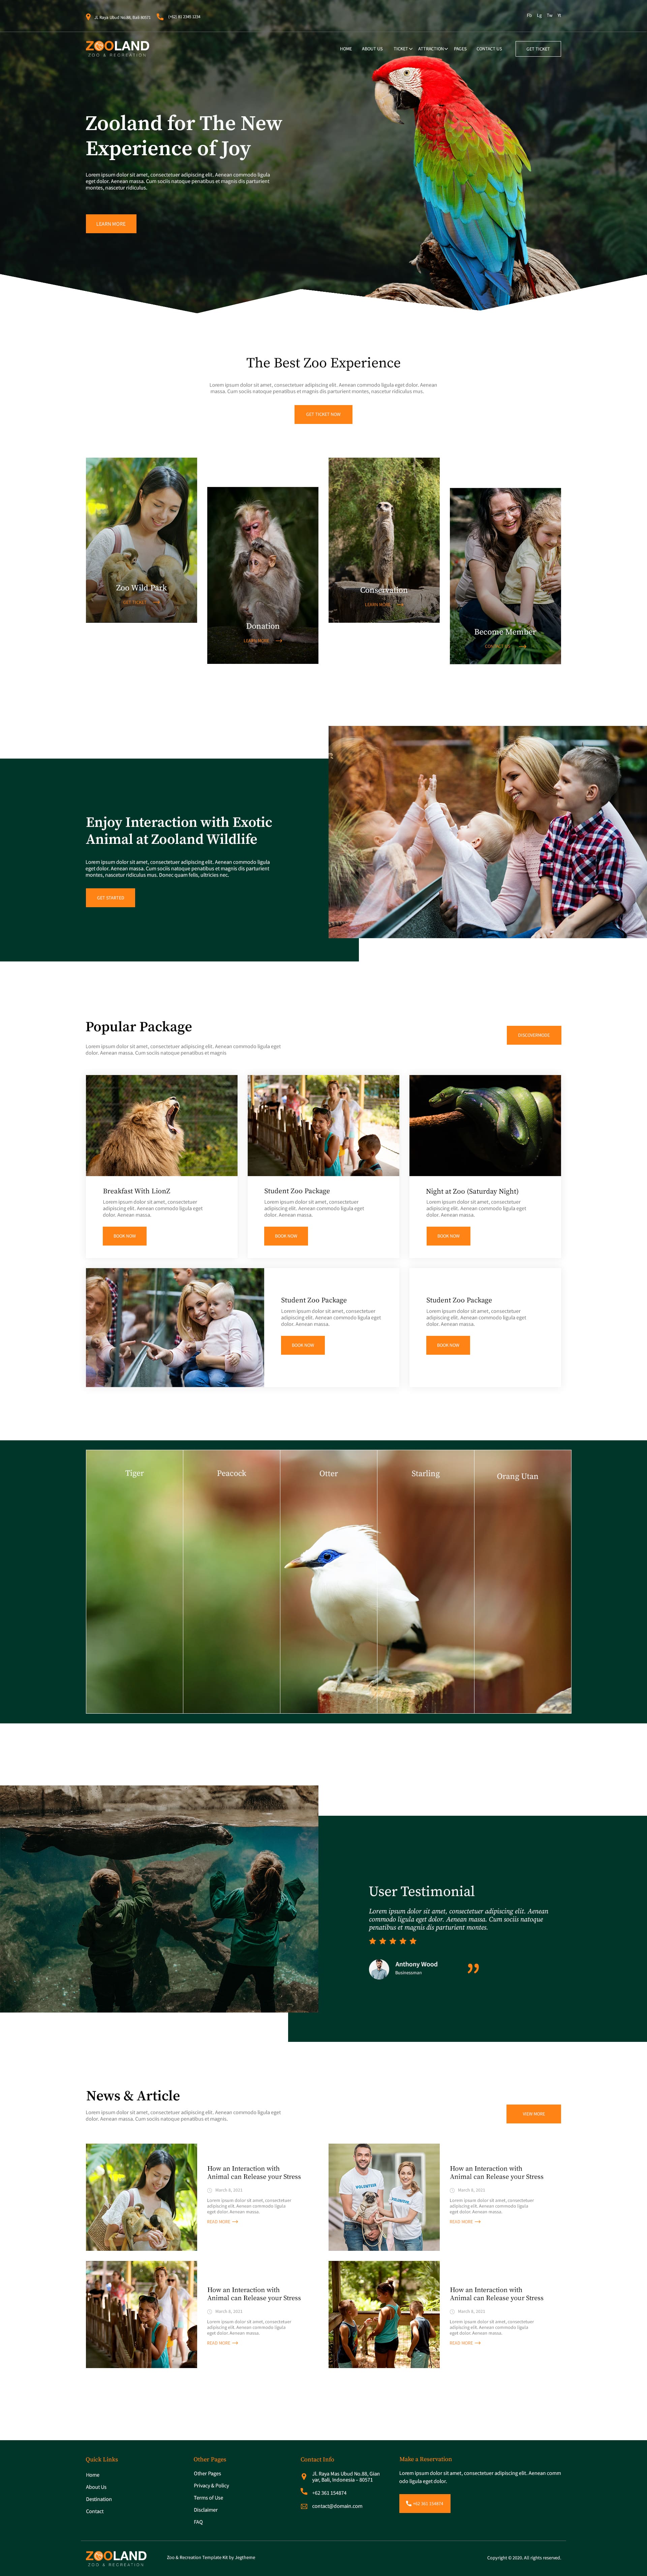 Jl. Raya Ubud No.88, Bali 80571
(+62) 81 2345 1234
FB Lg Tw Yt
ZOOLAND
ZOO & RECREATION
HOME
ABOUT US
TICKET
ATTRACTION
PAGES
CONTACT US
GET TICKET
Zooland for The New
Experience of Joy
Lorem ipsum dolor sit amet, consectetuer adipiscing elit. Aenean commodo ligula
eget dolor. Aenean massa. Cum sociis natoque penatibus et magnis dis parturient
montes, nascetur ridiculus.
LEARN MORE
The Best Zoo Experience
Lorem ipsum dolor sit amet, consectetuer adipiscing elit. Aenean commodo ligula eget dolor. Aenean
massa. Cum sociis natoque penatibus et magnis dis parturient montes, nascetur ridiculus mus.
GET TICKET NOW
Zoo Wild Park
GET TICKET
Donation
LEARN MORE
Conservation
LEARN MORE
Become Member
Enjoy Interaction with Exotic
Animal at Zooland Wildlife
Lorem ipsum dolor sit amet, consectetuer adipiscing elit. Aenean commodo ligula
eget dolor. Aenean massa. Cum sociis natoque penatibus et magnis dis parturient
montes, nascetur ridiculus mus. Donec quam felis, ultricies nec.
GET STARTED
Popular Package
Lorem ipsum dolor sit amet, consectetuer adipiscing elit. Aenean commodo ligula eget
dolor. Aenean massa. Cum sociis natoque penatibus et magnis
DISCOVERMORE
Breakfast With LionZ
Lorem ipsum dolor sit amet, consectetuer
adipiscing elit. Aenean commodo ligula eget
dolor. Aenean massa.
BOOK NOW
Student Zoo Package
Lorem ipsum dolor sit amet, consectetuer
adipiscing elit. Aenean commodo ligula eget
dolor. Aenean massa.
BOOK NOW
Night at Zoo (Saturday Night)
Lorem ipsum dolor sit amet, consectetuer
adipiscing elit. Aenean commodo ligula eget
dolor. Aenean massa.
BOOK NOW
Student Zoo Package
Lorem ipsum dolor sit amet, consectetuer
adipiscing elit. Aenean commodo ligula eget
dolor. Aenean massa.
BOOK NOW
Student Zoo Package
Lorem ipsum dolor sit amet, consectetuer
adipiscing elit. Aenean commodo ligula eget
dolor. Aenean massa.
BOOK NOW
Tiger
Peacock
Otter
Starling
Orang Utan
User Testimonial
Lorem ipsum dolor sit amet, consectetuer adipiscing elit. Aenean
commodo ligula eget dolor. Aenean massa. Cum sociis natoque
penatibus et magnis dis parturient montes.
Anthony Wood
Businessman
News & Article
Lorem ipsum dolor sit amet, consectetuer adipiscing elit. Aenean commodo ligula eget
dolor. Aenean massa. Cum sociis natoque penatibus et magnis.
VIEW MORE
How an Interaction with
Animal can Release your Stress
March 8, 2021
Lorem ipsum dolor sit amet, consectetuer
adipiscing elit. Aenean commodo ligula
eget dolor. Aenean massa.
READ MORE
VOLUNTEER
VOLUNTEER
How an Interaction with
Animal can Release your Stress
March 8, 2021
Lorem ipsum dolor sit amet, consectetuer
adipiscing elit. Aenean commodo ligula
eget dolor. Aenean massa.
READ MORE
How an Interaction with
Animal can Release your Stress
March 8, 2021
Lorem ipsum dolor sit amet, consectetuer
adipiscing elit. Aenean commodo ligula
eget dolor. Aenean massa.
READ MORE
How an Interaction with
Animal can Release your Stress
March 8, 2021
Lorem ipsum dolor sit amet, consectetuer
adipiscing elit. Aenean commodo ligula
eget dolor. Aenean massa.
READ MORE
Quick Links
Home
About Us
Destination
Contact
Other Pages
Other Pages
Privacy & Policy
Terms of Use
Disclaimer
FAQ
Contact Info
Jl. Raya Mas Ubud No.88, Gian
yar, Bali, Indonesia – 80571
+62 361 154874
contact@domain.com
Make a Reservation
Lorem ipsum dolor sit amet, consectetuer adipiscing elit. Aenean comm
odo ligula eget dolor.
+62 361 154874
ZOOLAND
ZOO & RECREATION
Zoo & Recreation Template Kit by Jegtheme
Copyright © 2020. All rights reserved.